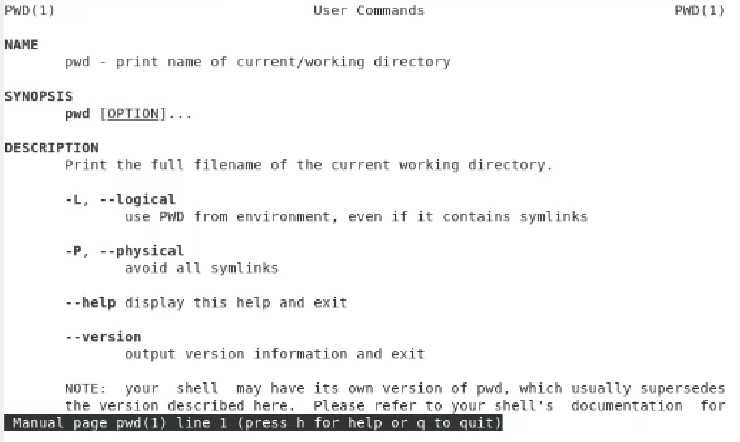 PWD(1) User Commands PWD(1)
NAME
pwd - print name of current/working directory
SYNOPSIS
pwd [OPTION]...
DESCRIPTION
Print the full filename of the current working directory.
-L, --logical
use PWD from environment, even if it contains symlinks
-P, --physical
avoid all symlinks
--help display this help and exit
--version
output version information and exit
NOTE: your shell may have its own version of pwd, which usually supersedes
the version described here. Please refer to your shell's documentation for
Manual page pwd(1) line 1 (press h for help or q to quit)